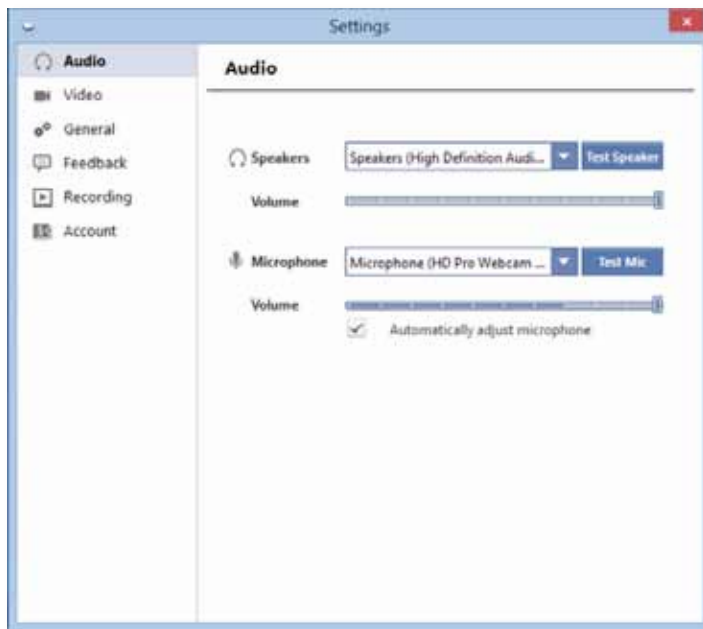 Settings
Audio
Video
General
Feedback
Recording
Account
Audio
Speakers
Speakers (High Definition Audi...
Test Speaker
Volume
Microphone
Microphone (HD Pro Webcam ...
Test Mic
Volume
Automatically adjust microphone